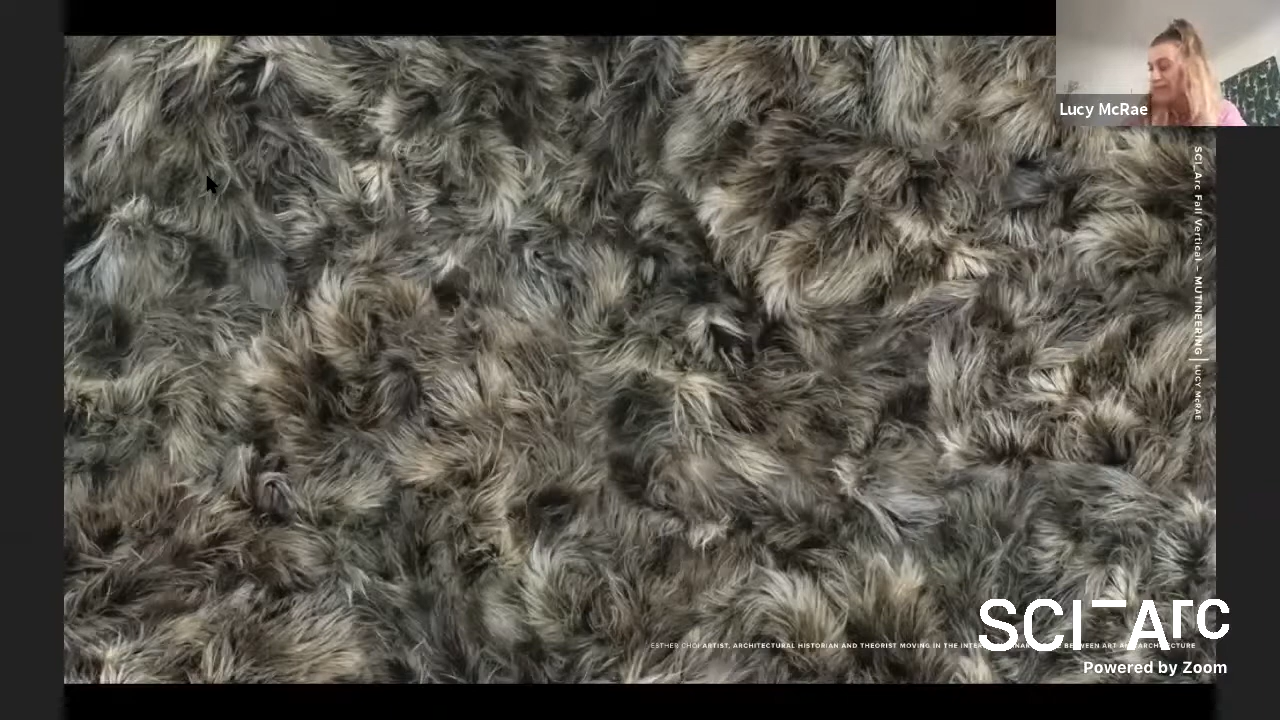 Lucy McRae
SCI_Arc Fall Vertical – MUTINEERING | LUCY McRAE
SCI_Arc
ESTHER CHOI ARTIST, ARCHITECTURAL HISTORIAN AND THEORIST MOVING IN THE BETWEEN ART AND ARCHITECTURE
Powered by Zoom